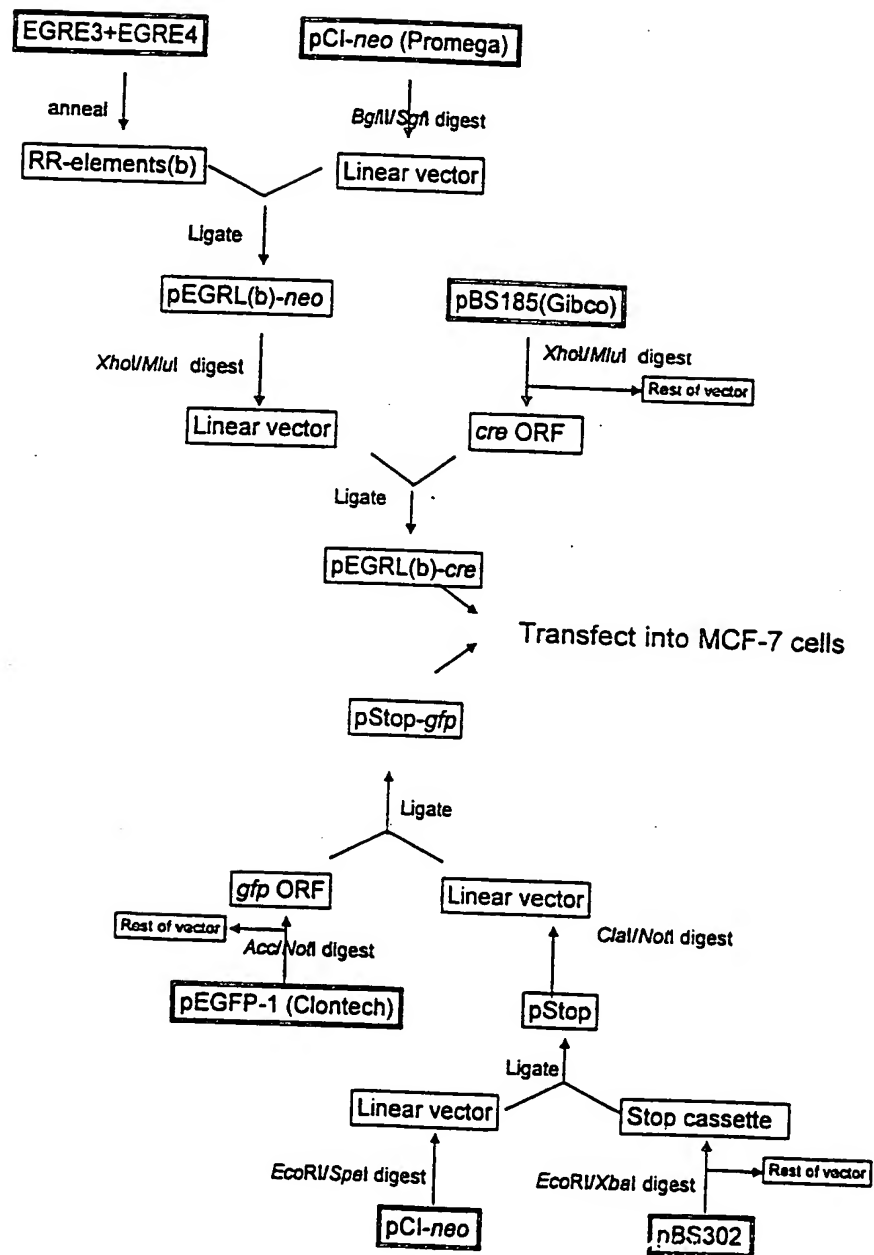 EGRE3+EGRE4
pCI-neo (Promega)
anneal
BglII/SgfI digest
RR-elements(b)
Linear vector
Ligate
pEGRL(b)-neo
pBS185(Gibco)
XhoI/MluI digest
XhoI/MluI digest
Rest of vector
Linear vector
cre ORF
Ligate
pEGRL(b)-cre
Transfect into MCF-7 cells
pStop-gfp
Ligate
gfp ORF
Linear vector
Rest of vector
AccI/NotI digest
ClaI/NotI digest
pEGFP-1 (Clontech)
pStop
Ligate
Linear vector
Stop cassette
EcoRI/SpeI digest
EcoRI/XbaI digest
Rest of vector
pCI-neo
pBS302